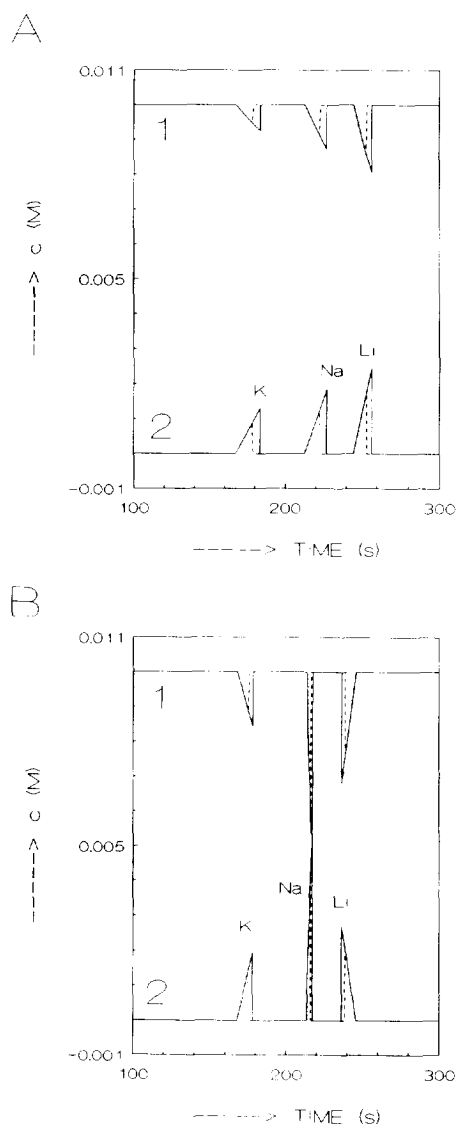 A
0.011
1
----> c (M)
0.005
K
Na
Li
2
-0.001
100 200 300
----> TIME (s)
B
0.011
1
----> c (M)
0.005
K
Na
Li
2
-0.001
100 200 300
----> TIME (s)